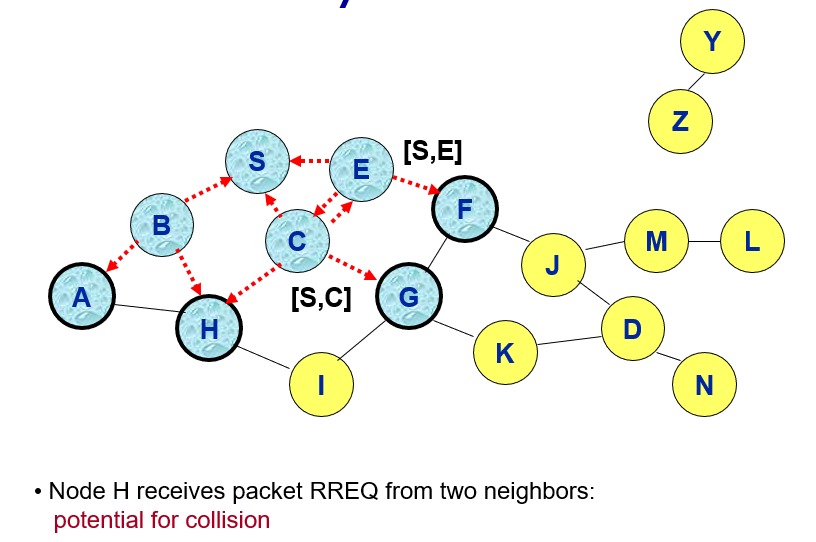 Y
Z
S
E
[S,E]
B
F
C
M
L
J
A
[S,C]
G
H
D
K
I
N
• Node H receives packet RREQ from two neighbors:
potential for collision